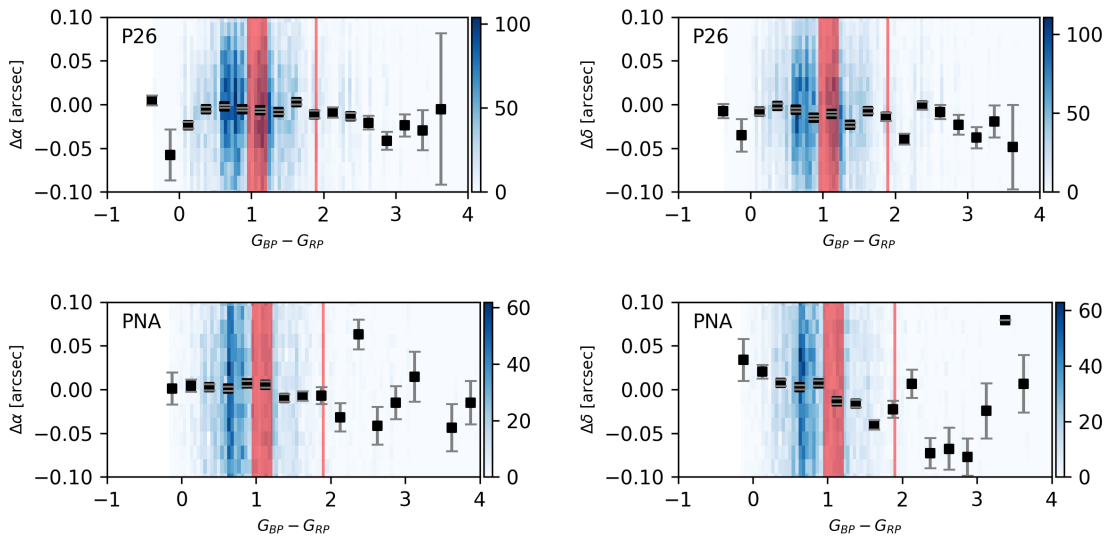 P26
Δα [arcsec]
0.10
0.05
0.00
−0.05
−0.10
−1 0 1 2 3 4
G_BP − G_RP
100
50
0
P26
Δδ [arcsec]
0.10
0.05
0.00
−0.05
−0.10
−1 0 1 2 3 4
G_BP − G_RP
100
50
0
PNA
Δα [arcsec]
0.10
0.05
0.00
−0.05
−0.10
−1 0 1 2 3 4
G_BP − G_RP
60
40
20
0
PNA
Δδ [arcsec]
0.10
0.05
0.00
−0.05
−0.10
−1 0 1 2 3 4
G_BP − G_RP
60
40
20
0